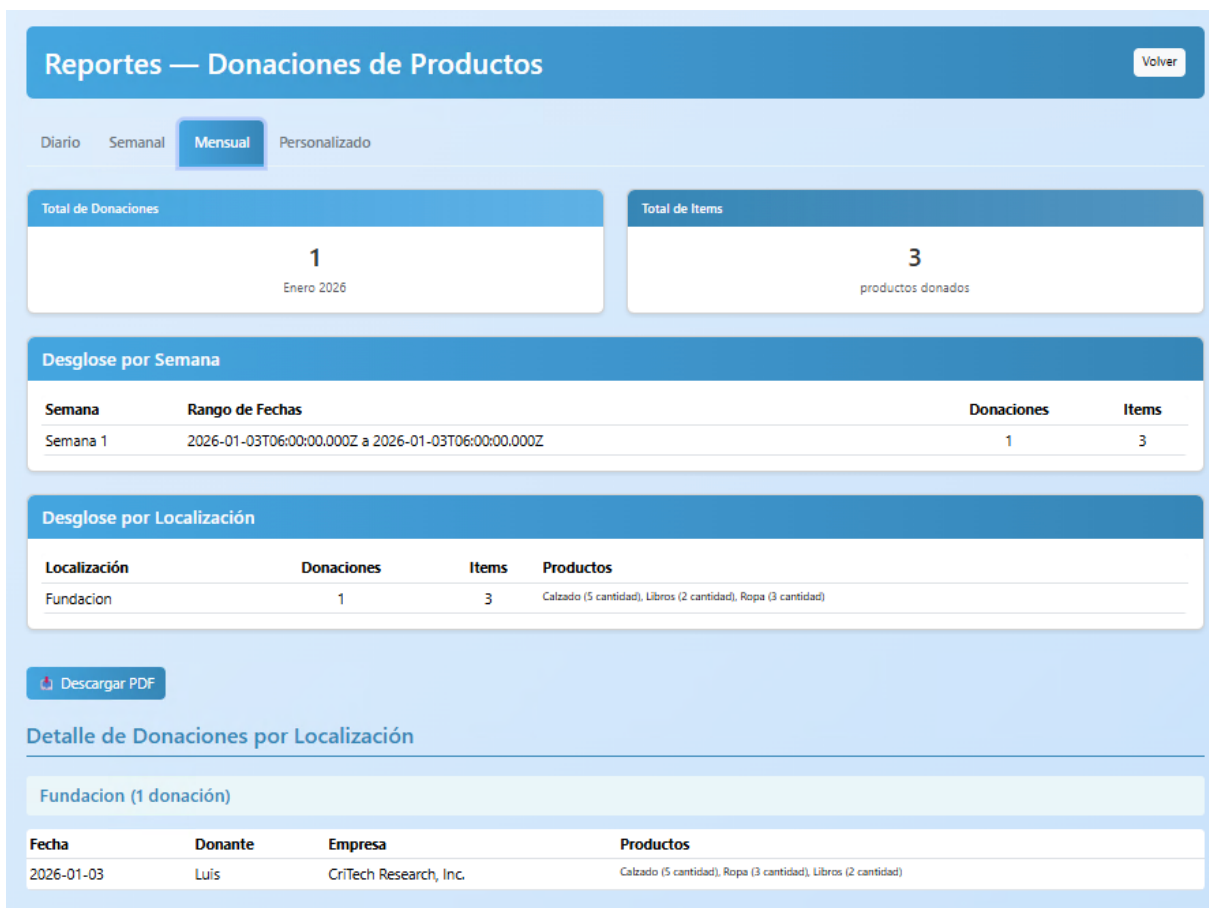 Reportes — Donaciones de Productos
Volver
Diario Semanal Mensual Personalizado
Total de Donaciones
1
Enero 2026
Total de Items
3
productos donados
Desglose por Semana
Semana Rango de Fechas Donaciones Items
Semana 1 2026-01-03T06:00:00.000Z a 2026-01-03T06:00:00.000Z 1 3
Desglose por Localización
Localización Donaciones Items Productos
Fundacion 1 3 Calzado (5 cantidad), Libros (2 cantidad), Ropa (3 cantidad)
Descargar PDF
Detalle de Donaciones por Localización
Fundacion (1 donación)
Fecha Donante Empresa Productos
2026-01-03 Luis CriTech Research, Inc. Calzado (5 cantidad), Ropa (3 cantidad), Libros (2 cantidad)